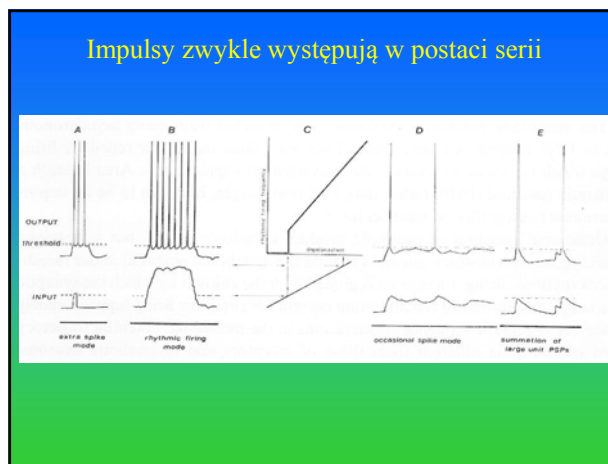 Impulsy zwykle występują w postaci serii
A B C D E
rhythmic firing frequency
OUTPUT
threshold
depolarization
INPUT
extra spike
mode
rhythmic firing
mode
occasional spike mode
summation of
large unit PSPs